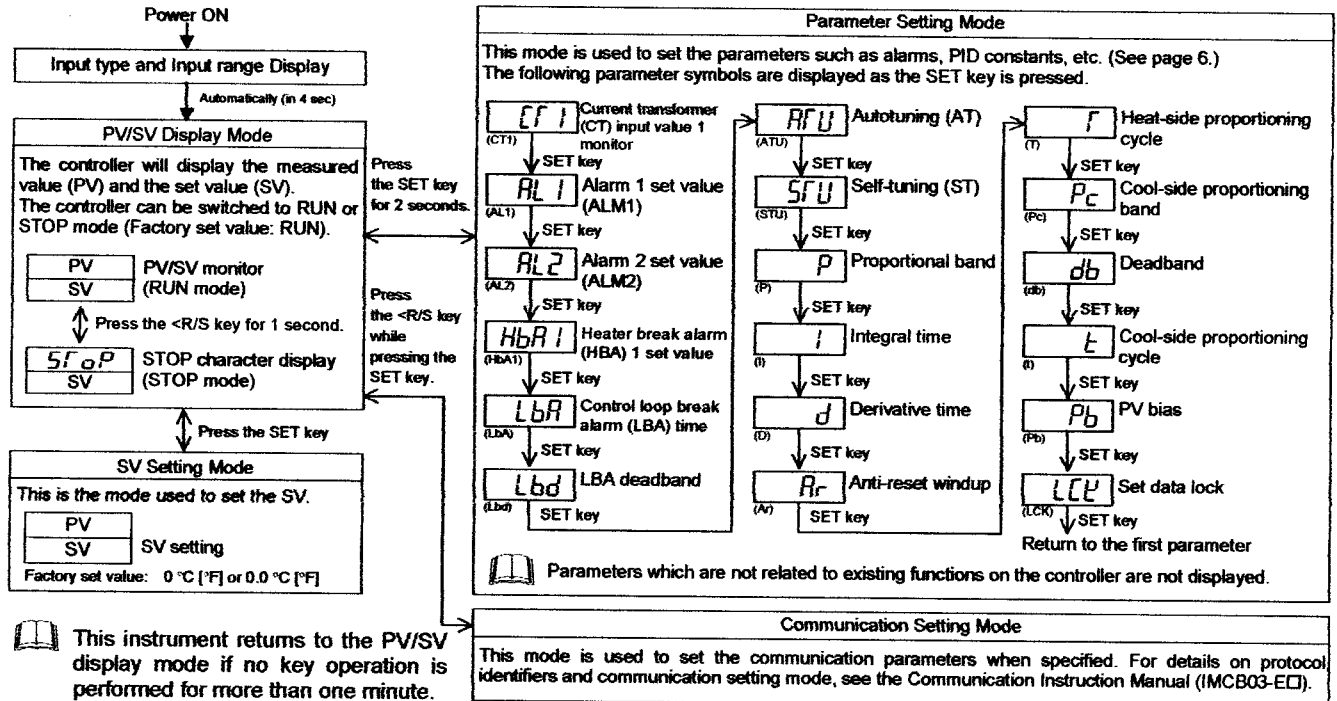 Power ON
Input type and Input range Display
Automatically (in 4 sec)
PV/SV Display Mode
The controller will display the measured
value (PV) and the set value (SV).
The controller can be switched to RUN or
STOP mode (Factory set value: RUN).
PV
SV
PV/SV monitor
(RUN mode)
Press the <R/S key for 1 second.
SToP
SV
STOP character display
(STOP mode)
Press the SET key
SV Setting Mode
This is the mode used to set the SV.
PV
SV
SV setting
Factory set value: 0 °C [°F] or 0.0 °C [°F]
This instrument returns to the PV/SV
display mode if no key operation is
performed for more than one minute.
Press
the SET key
for 2 seconds.
Press
the <R/S key
while
pressing the
SET key.
Parameter Setting Mode
This mode is used to set the parameters such as alarms, PID constants, etc. (See page 6.)
The following parameter symbols are displayed as the SET key is pressed.
CT1
(CT1)
Current transformer
(CT) input value 1
monitor
SET key
AL1
(AL1)
Alarm 1 set value
(ALM1)
SET key
AL2
(AL2)
Alarm 2 set value
(ALM2)
SET key
HbA1
(HbA1)
Heater break alarm
(HBA) 1 set value
SET key
LbA
(LbA)
Control loop break
alarm (LBA) time
SET key
Lbd
(Lbd)
LBA deadband
SET key
ATU
(ATU)
Autotuning (AT)
SET key
STU
(STU)
Self-tuning (ST)
SET key
P
(P)
Proportional band
SET key
I
(I)
Integral time
SET key
d
(D)
Derivative time
SET key
Ar
(Ar)
Anti-reset windup
SET key
T
(T)
Heat-side proportioning
cycle
SET key
Pc
(Pc)
Cool-side proportioning
band
SET key
db
(db)
Deadband
SET key
t
(t)
Cool-side proportioning
cycle
SET key
Pb
(Pb)
PV bias
SET key
LCK
(LCK)
Set data lock
SET key
Return to the first parameter
Parameters which are not related to existing functions on the controller are not displayed.
Communication Setting Mode
This mode is used to set the communication parameters when specified. For details on protocol,
identifiers and communication setting mode, see the Communication Instruction Manual (IMCB03-E□).